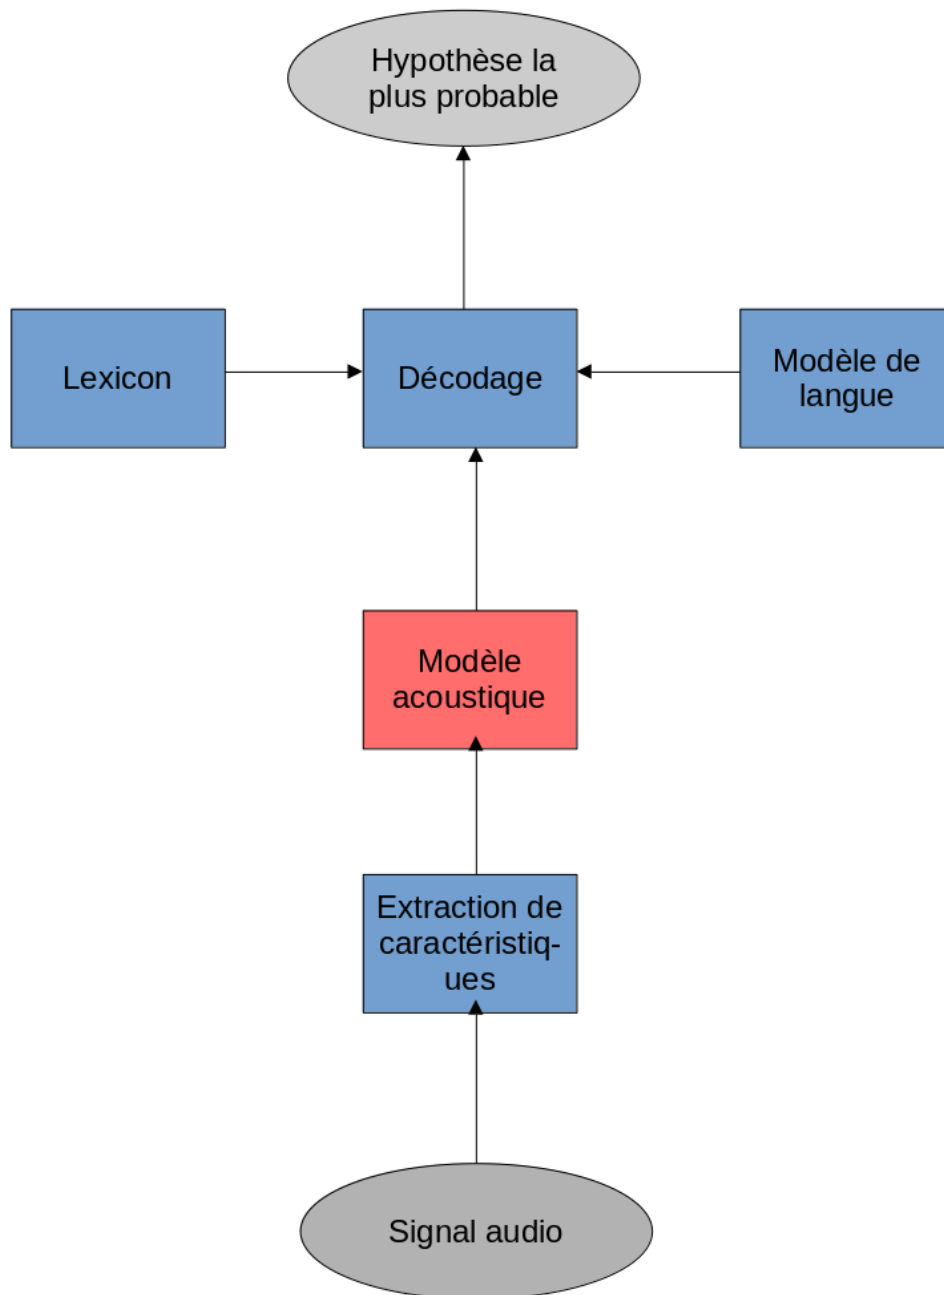 Hypothèse la
plus probable
Lexicon
Décodage
Modèle de
langue
Modèle
acoustique
Extraction de
caractéristiq-
ues
Signal audio